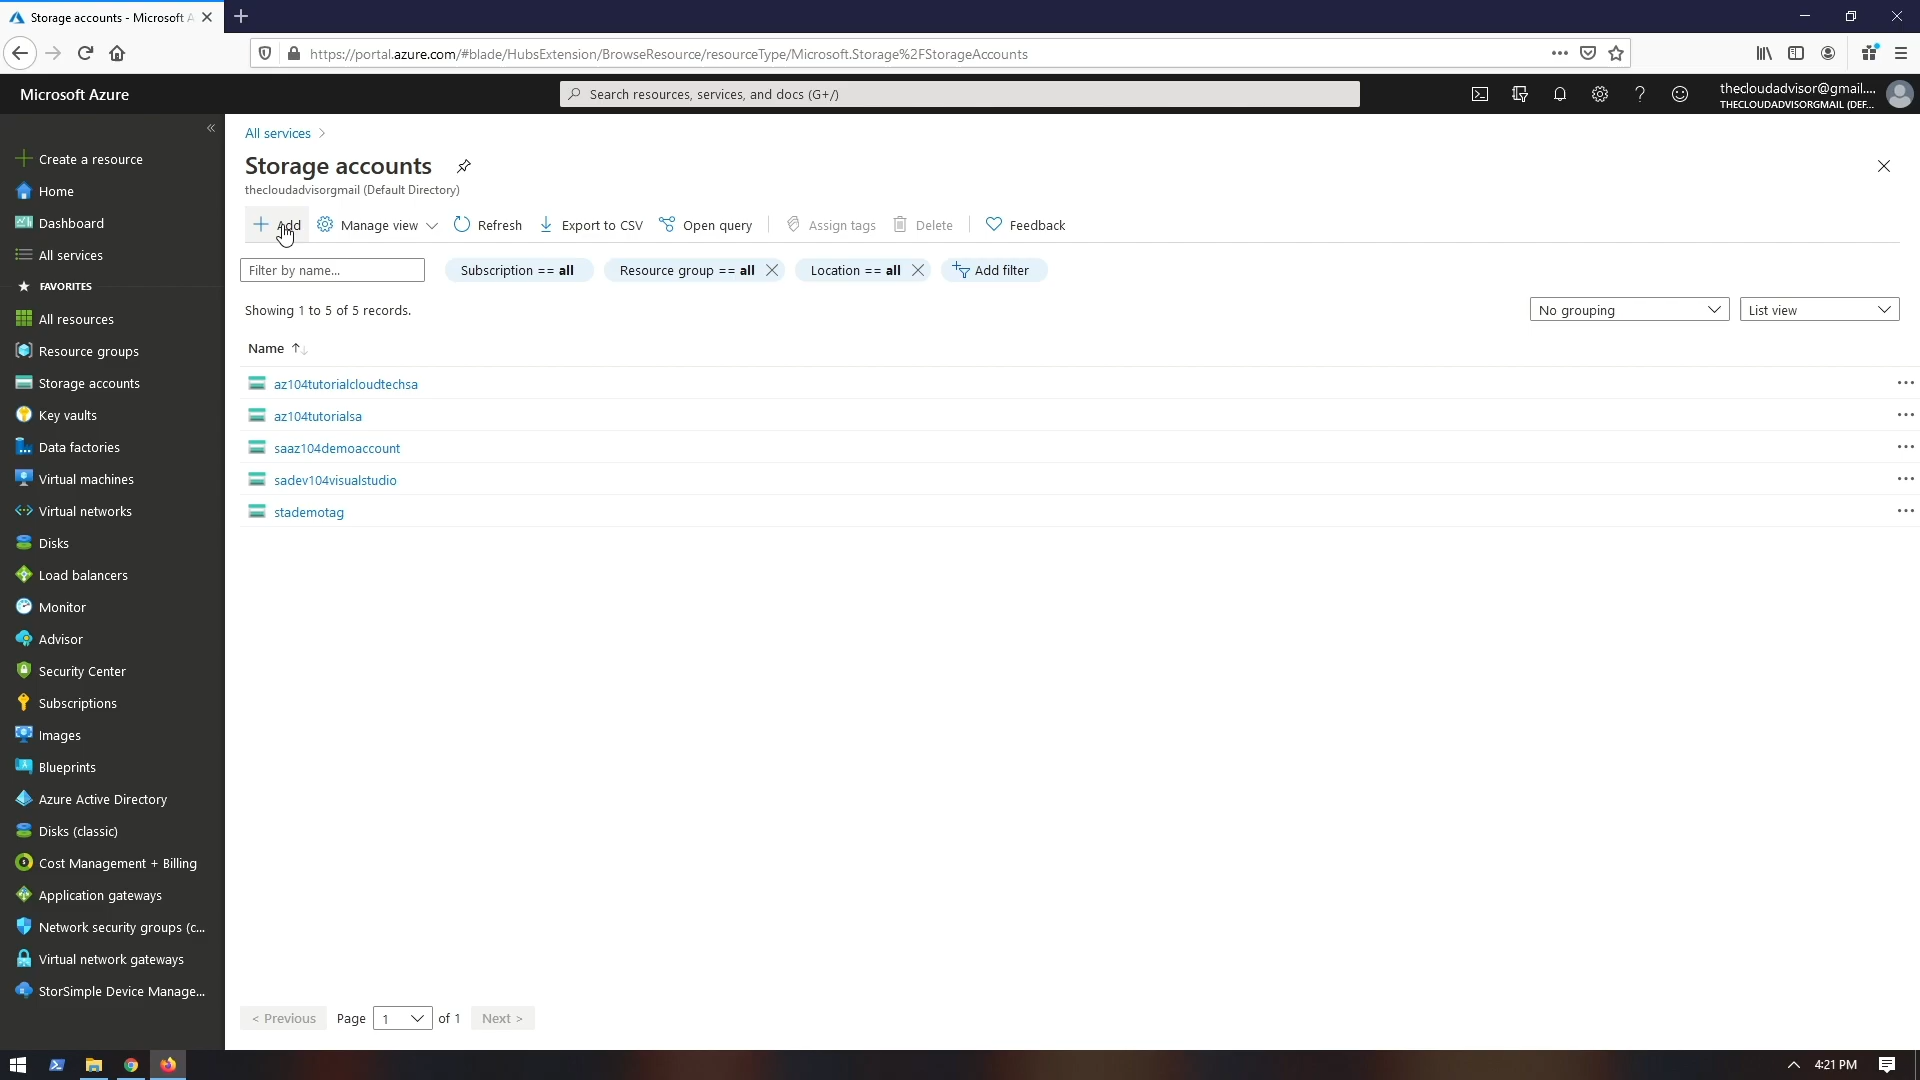 Storage accounts - Microsoft A
https://portal.azure.com/#blade/HubsExtension/BrowseResource/resourceType/Microsoft.Storage%2FStorageAccounts
Microsoft Azure
Search resources, services, and docs (G+/)
thecloudadvisor@gmail....
THECLOUDADVISORGMAIL (DEF...
Create a resource
Home
Dashboard
All services
FAVORITES
All resources
Resource groups
Storage accounts
Key vaults
Data factories
Virtual machines
Virtual networks
Disks
Load balancers
Monitor
Advisor
Security Center
Subscriptions
Images
Blueprints
Azure Active Directory
Disks (classic)
Cost Management + Billing
Application gateways
Network security groups (c...
Virtual network gateways
StorSimple Device Manage...
All services >
Storage accounts
thecloudadvisorgmail (Default Directory)
Add Manage view Refresh Export to CSV Open query Assign tags Delete Feedback
Filter by name... Subscription == all Resource group == all Location == all Add filter
Showing 1 to 5 of 5 records. No grouping List view
Name
az104tutorialcloudtechsa
az104tutorialsa
saaz104demoaccount
sadev104visualstudio
stademotag
< Previous Page 1 of 1 Next >
4:21 PM